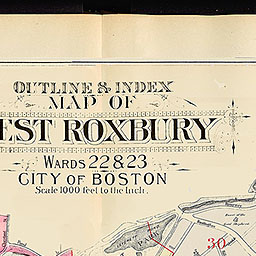 OUTLINE & INDEX
MAP OF
EST ROXBURY
WARDS 22 & 23
CITY OF BOSTON
Scale 1000 feet to the Inch.
30